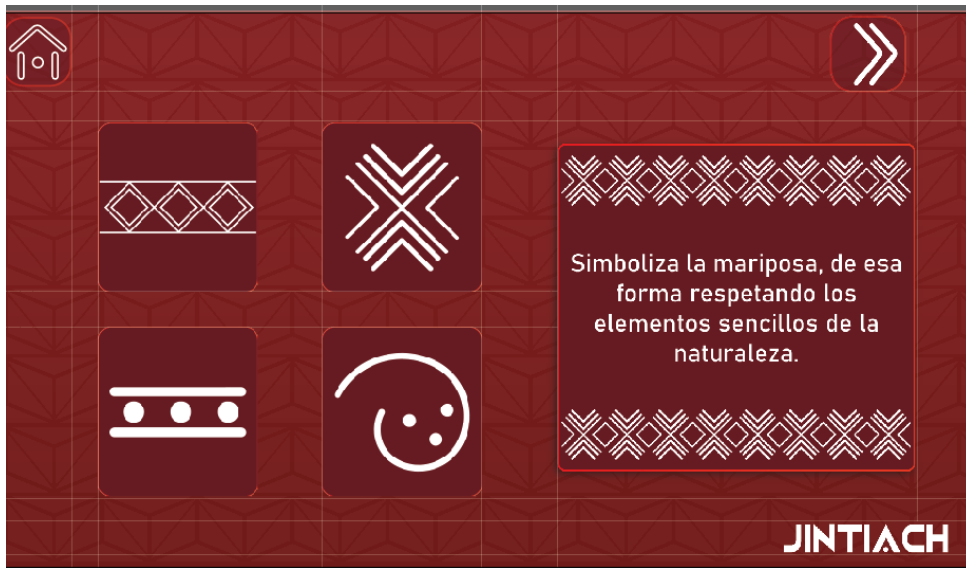 Simboliza la mariposa, de esa
forma respetando los
elementos sencillos de la
naturaleza.
JINTIACH